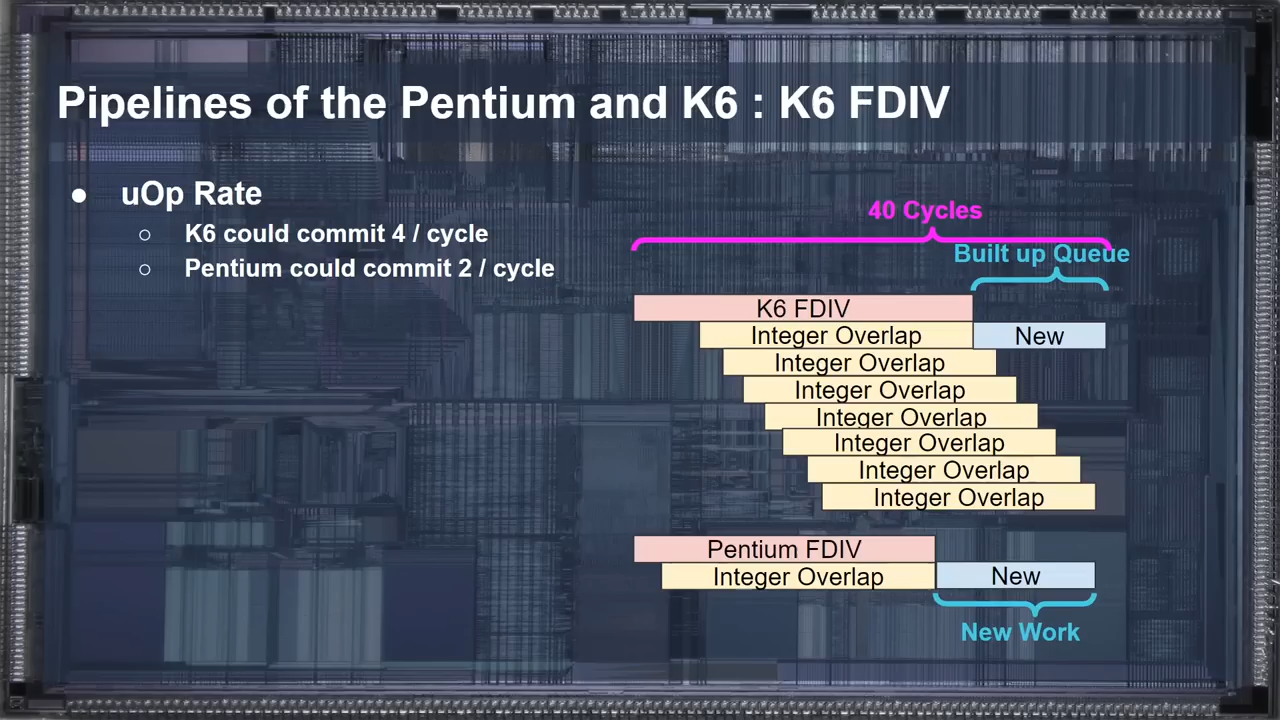 Pipelines of the Pentium and K6 : K6 FDIV
● uOp Rate
○ K6 could commit 4 / cycle
○ Pentium could commit 2 / cycle
40 Cycles
Built up Queue
K6 FDIV
Integer Overlap New
Integer Overlap
Integer Overlap
Integer Overlap
Integer Overlap
Integer Overlap
Integer Overlap
Pentium FDIV
Integer Overlap New
New Work